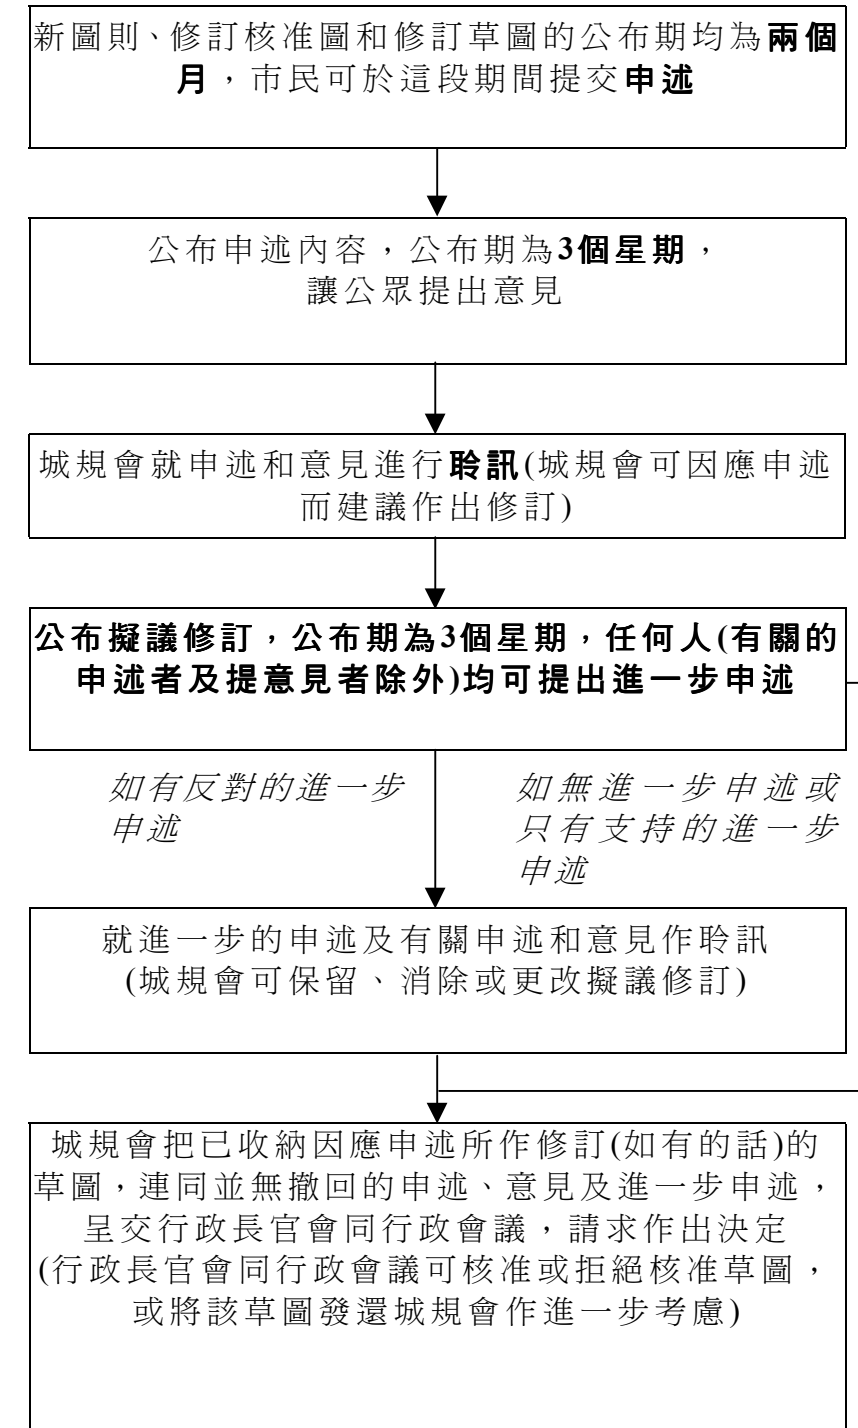 新圖則、修訂核准圖和修訂草圖的公布期均為兩個
月，市民可於這段期間提交申述
公布申述內容，公布期為3個星期，
讓公眾提出意見
城規會就申述和意見進行聆訊(城規會可因應申述
而建議作出修訂)
公布擬議修訂，公布期為3個星期，任何人(有關的
申述者及提意見者除外)均可提出進一步申述
如有反對的進一步
申述
如無進一步申述或
只有支持的進一步
申述
就進一步的申述及有關申述和意見作聆訊
(城規會可保留、消除或更改擬議修訂)
城規會把已收納因應申述所作修訂(如有的話)的
草圖，連同並無撤回的申述、意見及進一步申述，
呈交行政長官會同行政會議，請求作出決定
(行政長官會同行政會議可核准或拒絕核准草圖，
或將該草圖發還城規會作進一步考慮)